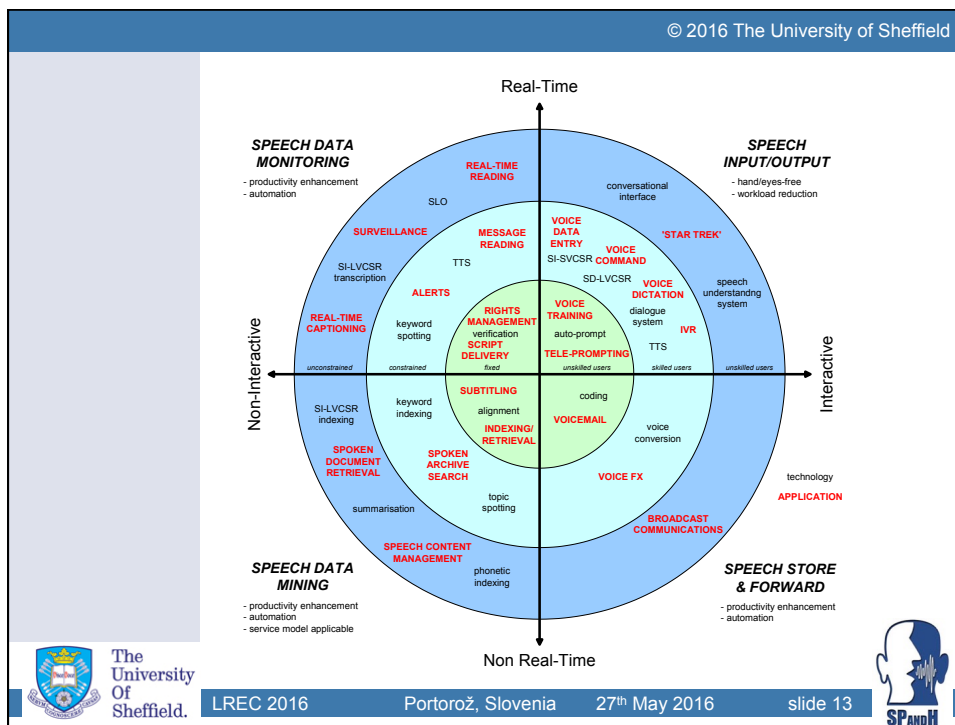 © 2016 The University of Sheffield
Real-Time
SPEECH DATA
MONITORING
- productivity enhancement
- automation
SPEECH
INPUT/OUTPUT
- hand/eyes-free
- workload reduction
REAL-TIME
READING
SLO
SURVEILLANCE
SI-LVCSR
transcription
REAL-TIME
CAPTIONING
conversational
interface
'STAR TREK'
speech
understandng
system
MESSAGE
READING
TTS
ALERTS
keyword
spotting
VOICE
DATA
ENTRY
SI-SVCSR
VOICE
COMMAND
SD-LVCSR
VOICE
DICTATION
dialogue
system
IVR
TTS
RIGHTS
MANAGEMENT
verification
SCRIPT
DELIVERY
VOICE
TRAINING
auto-prompt
TELE-PROMPTING
unconstrained
constrained
fixed
unskilled users
skilled users
unskilled users
Non-Interactive
Interactive
SUBTITLING
alignment
INDEXING/
RETRIEVAL
coding
VOICEMAIL
keyword
indexing
SPOKEN
ARCHIVE
SEARCH
topic
spotting
voice
conversion
VOICE FX
SI-LVCSR
indexing
SPOKEN
DOCUMENT
RETRIEVAL
summarisation
SPEECH CONTENT
MANAGEMENT
phonetic
indexing
BROADCAST
COMMUNICATIONS
technology
APPLICATION
SPEECH DATA
MINING
- productivity enhancement
- automation
- service model applicable
SPEECH STORE
& FORWARD
- productivity enhancement
- automation
Non Real-Time
The
University
Of
Sheffield.
LREC 2016
Portorož, Slovenia
27th May 2016
slide 13
SPANDH